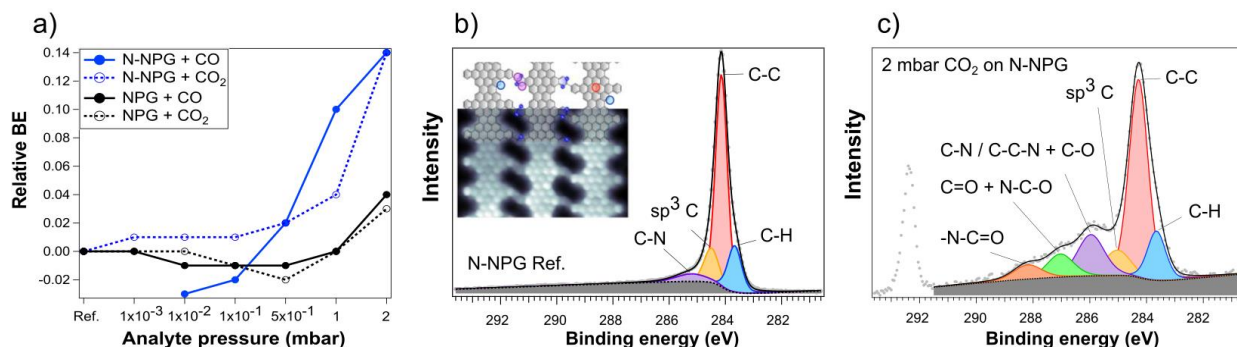 a)
N-NPG + CO
N-NPG + CO₂
NPG + CO
NPG + CO₂
0.14
0.12
0.10
0.08
0.06
0.04
0.02
0.00
-0.02
Relative BE
Ref.
1x10⁻³
1x10⁻²
1x10⁻¹
5x10⁻¹
1
2
Analyte pressure (mbar)
b)
C-C
sp³ C
C-N
C-H
N-NPG Ref.
Intensity
292 290 288 286 284 282
Binding energy (eV)
c)
2 mbar CO₂ on N-NPG
C-C
sp³ C
C-N / C-C-N + C-O
C=O + N-C-O
C-H
-N-C=O
Intensity
292 290 288 286 284 282
Binding energy (eV)